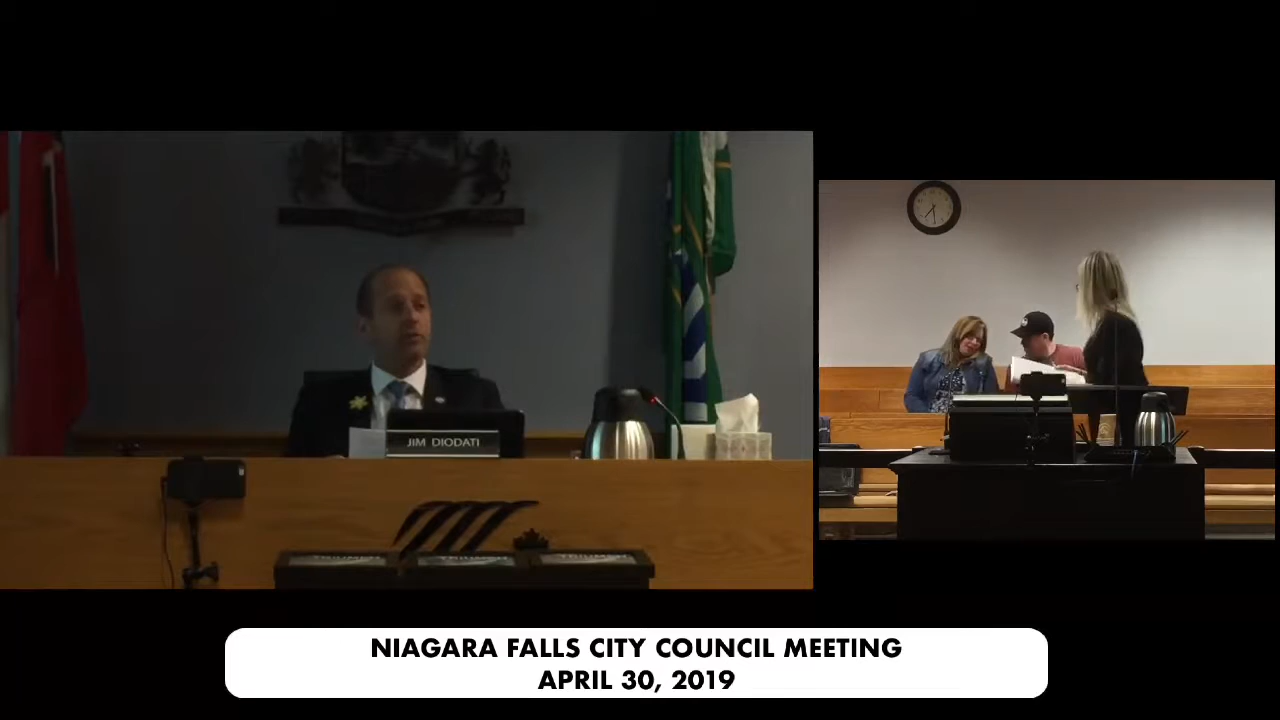 JIM DIODATI
NIAGARA FALLS CITY COUNCIL MEETING
APRIL 30, 2019